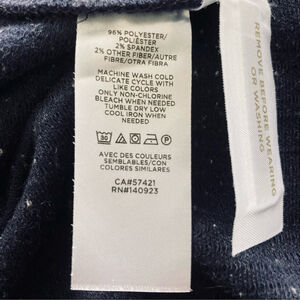 96% POLYESTER/
POLIÉSTER
2% SPANDEX
2% OTHER FIBER/AUTRE
FIBRE/OTRA FIBRA
MACHINE WASH COLD
DELICATE CYCLE WITH
LIKE COLORS
ONLY NON-CHLORINE
BLEACH WHEN NEEDED
TUMBLE DRY LOW
COOL IRON WHEN
NEEDED
30
AVEC DES COULEURS
SEMBLABLES/CON
COLORES SIMILARES
CA#57421
RN#140923
REMOVE BEFORE WEARING
OR WASHING